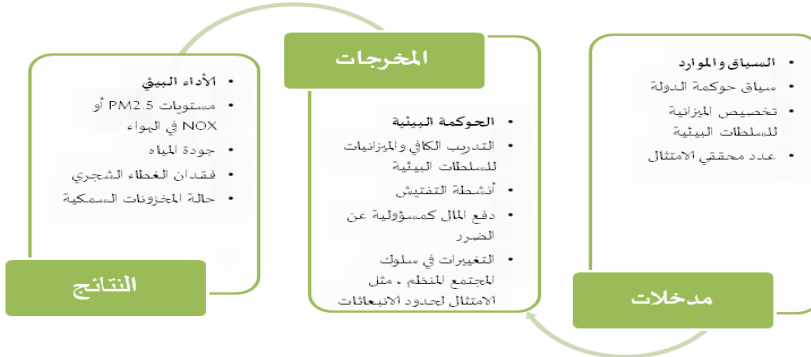 • السياق والموارد
• سياق حوكمة الدولة
• تخصيص الميزانية
للسلطات البيئية
• عدد محققي الامتثال
مدخلات
المخرجات
• الحوكمة البيئية
• التدريب الكافي والميزانيات
للسلطات البيئية
• أنشطة التفتيش
• دفع المال كمسؤولية عن
الضرر
• التغييرات في سلوك
المجتمع المنظم ، مثل
الامتثال لحدود الانبعاثات
• الأداء البيئي
• مستويات PM2.5 أو
NOX في الهواء
• جودة المياه
• فقدان الغطاء الشجري
• حالة المخزونات السمكية
النتائج